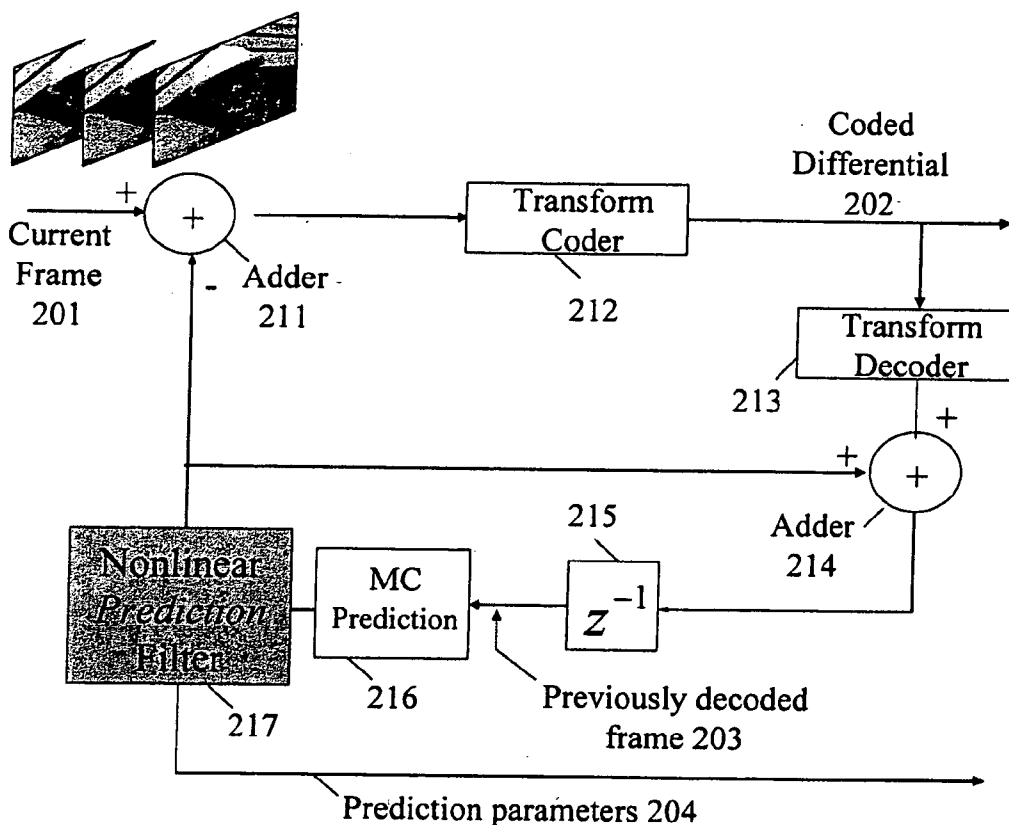 Coded
Differential
202
+
+
Current
Frame
201
-
Adder
211
Transform
Coder
212
Transform
Decoder
213
+
+
+
Adder
214
215
z⁻¹
MC
Prediction
216
Nonlinear
Prediction
Filter
217
Previously decoded
frame 203
Prediction parameters 204